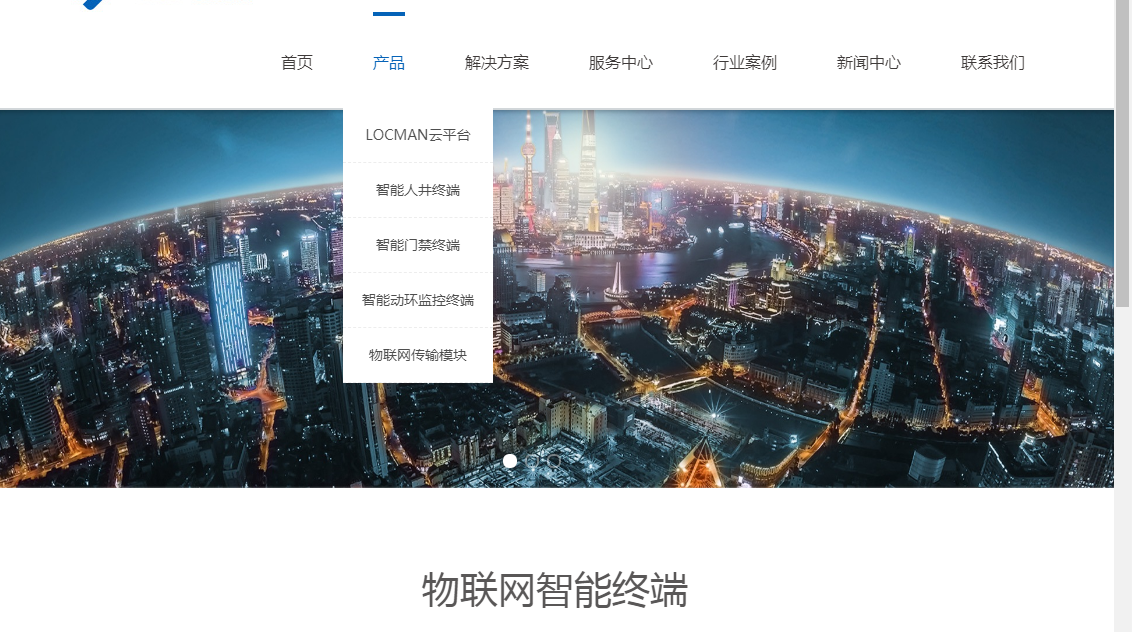 首页 产品 解决方案 服务中心 行业案例 新闻中心 联系我们
LOCMAN云平台
智能人井终端
智能门禁终端
智能动环监控终端
物联网传输模块
物联网智能终端